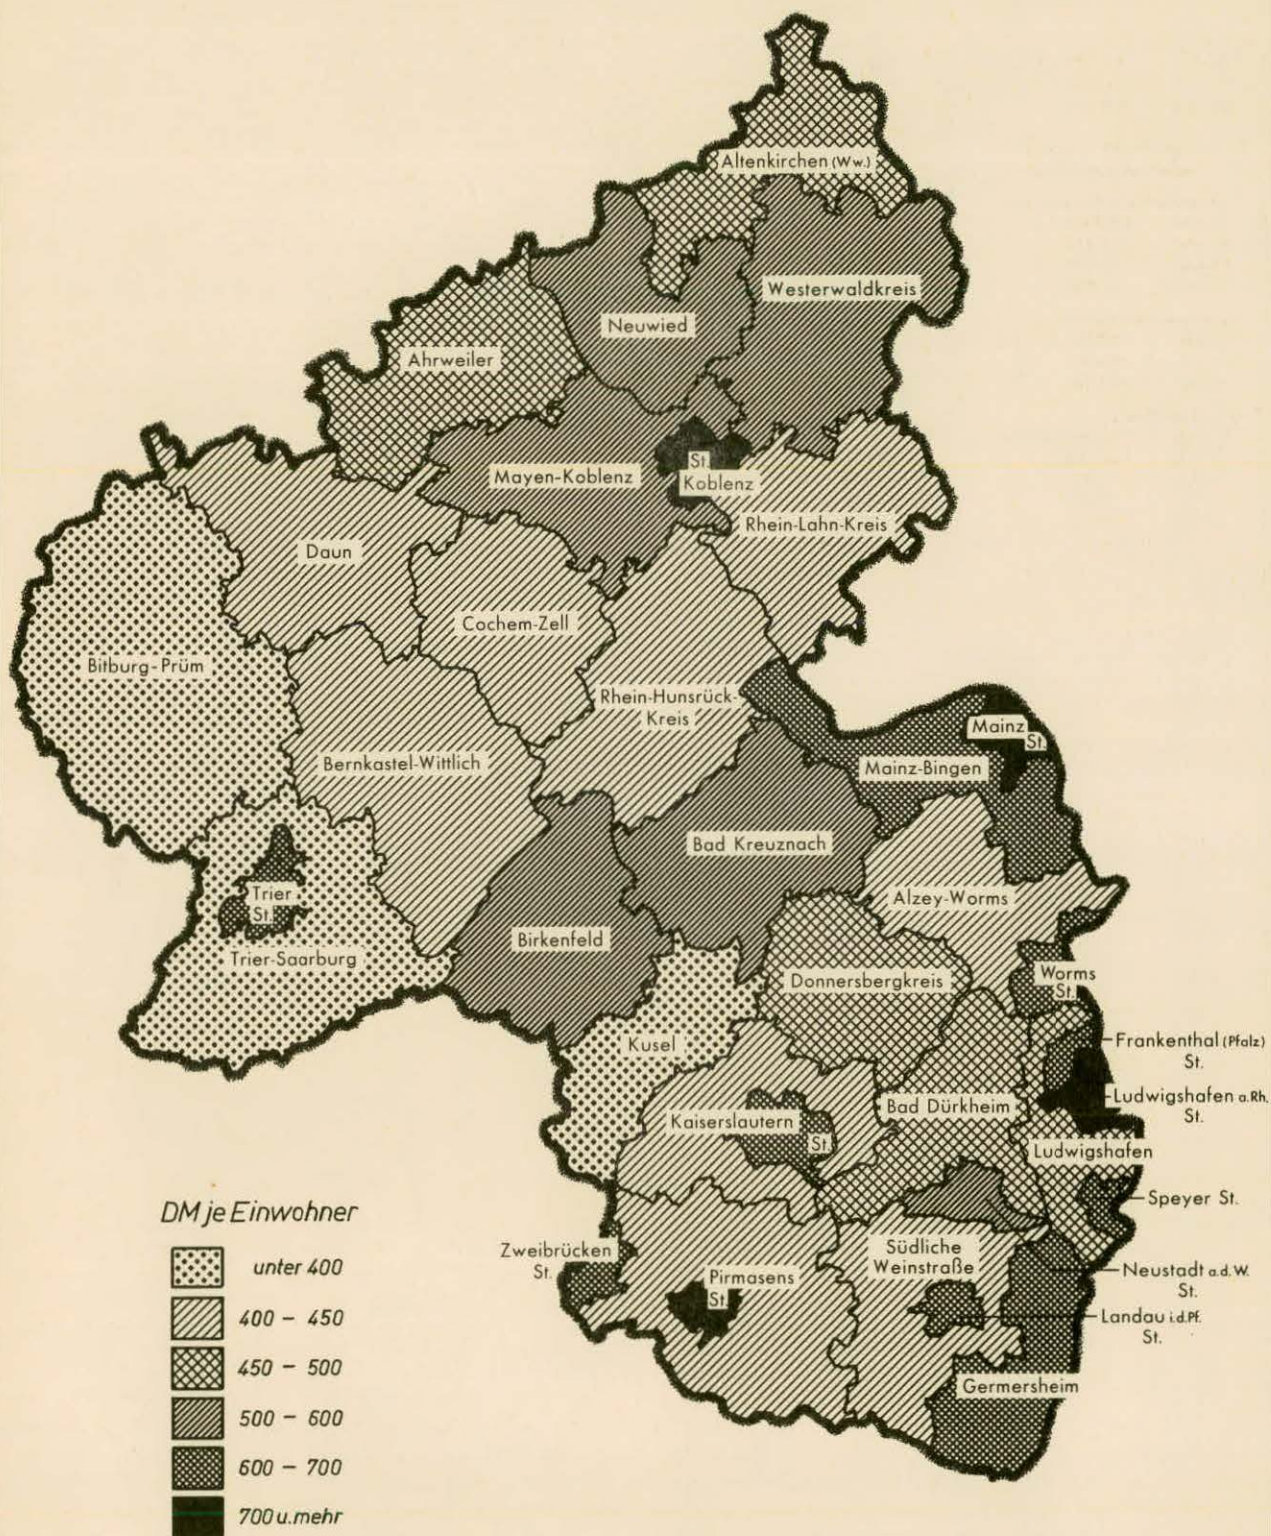 Altenkirchen (Ww.)
Westerwaldkreis
Neuwied
Ahrweiler
St.
Koblenz
Mayen-Koblenz
Rhein-Lahn-Kreis
Daun
Cochem-Zell
Bitburg-Prüm
Rhein-Hunsrück-
Kreis
Mainz
St.
Bernkastel-Wittlich
Mainz-Bingen
Bad Kreuznach
Trier
St.
Alzey-Worms
Birkenfeld
Trier-Saarburg
Donnersbergkreis
Worms
St.
Kusel
Frankenthal (Pfalz)
St.
Ludwigshafen a.Rh.
St.
Bad Dürkheim
Kaiserslautern
St.
Ludwigshafen
Speyer St.
Zweibrücken
St.
Südliche
Weinstraße
Pirmasens
St.
Neustadt a.d.W.
St.
Landau i.d.Pf.
St.
Germersheim
DM je Einwohner
unter 400
400 – 450
450 – 500
500 – 600
600 – 700
700 u. mehr